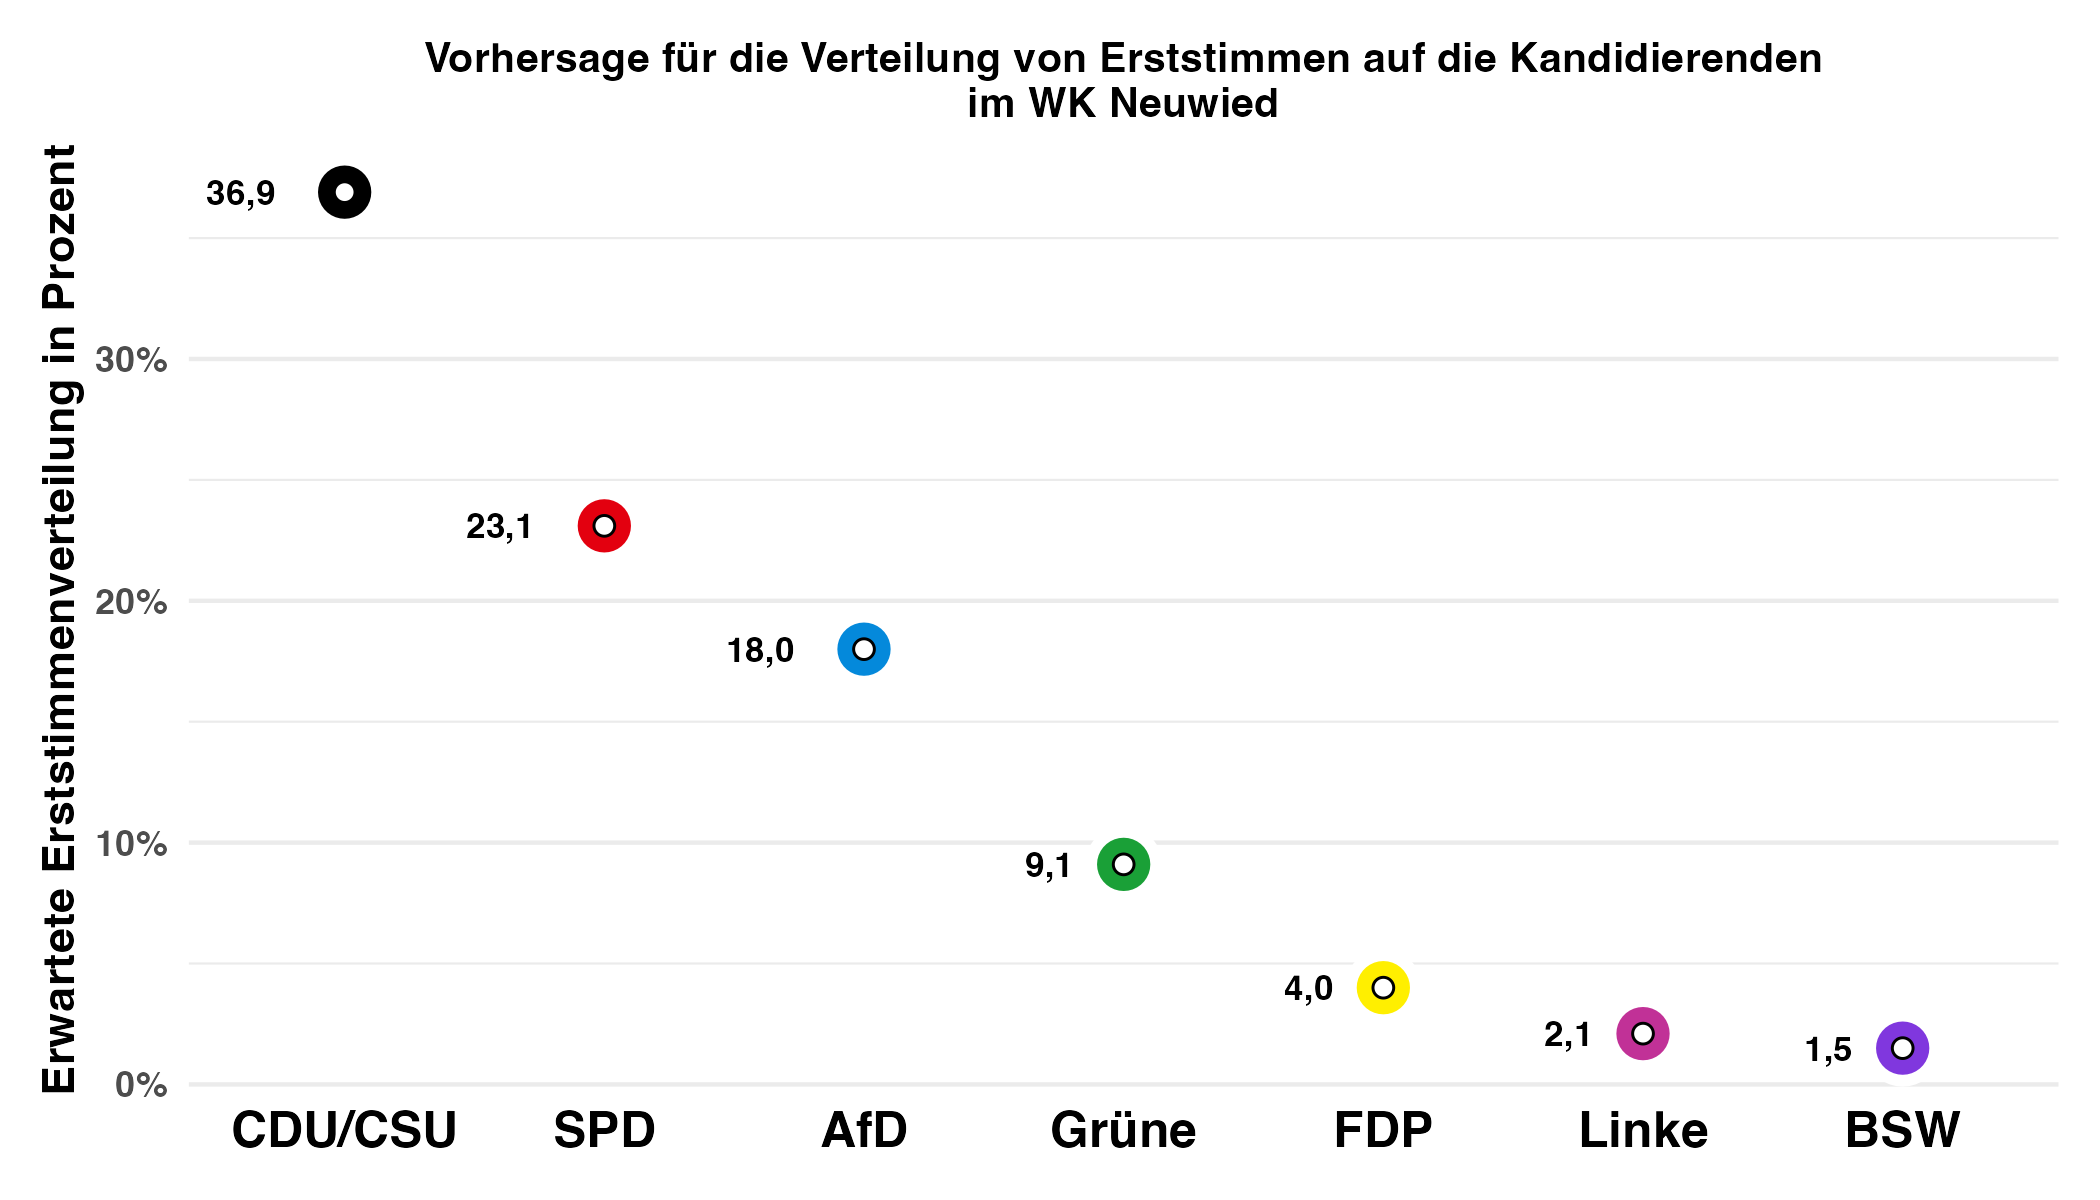 Vorhersage für die Verteilung von Erststimmen auf die Kandidierenden
im WK Neuwied
Erwartete Erststimmenverteilung in Prozent
36,9
30%
23,1
20%
18,0
10%
9,1
4,0
2,1
1,5
0%
CDU/CSU SPD AfD Grüne FDP Linke BSW